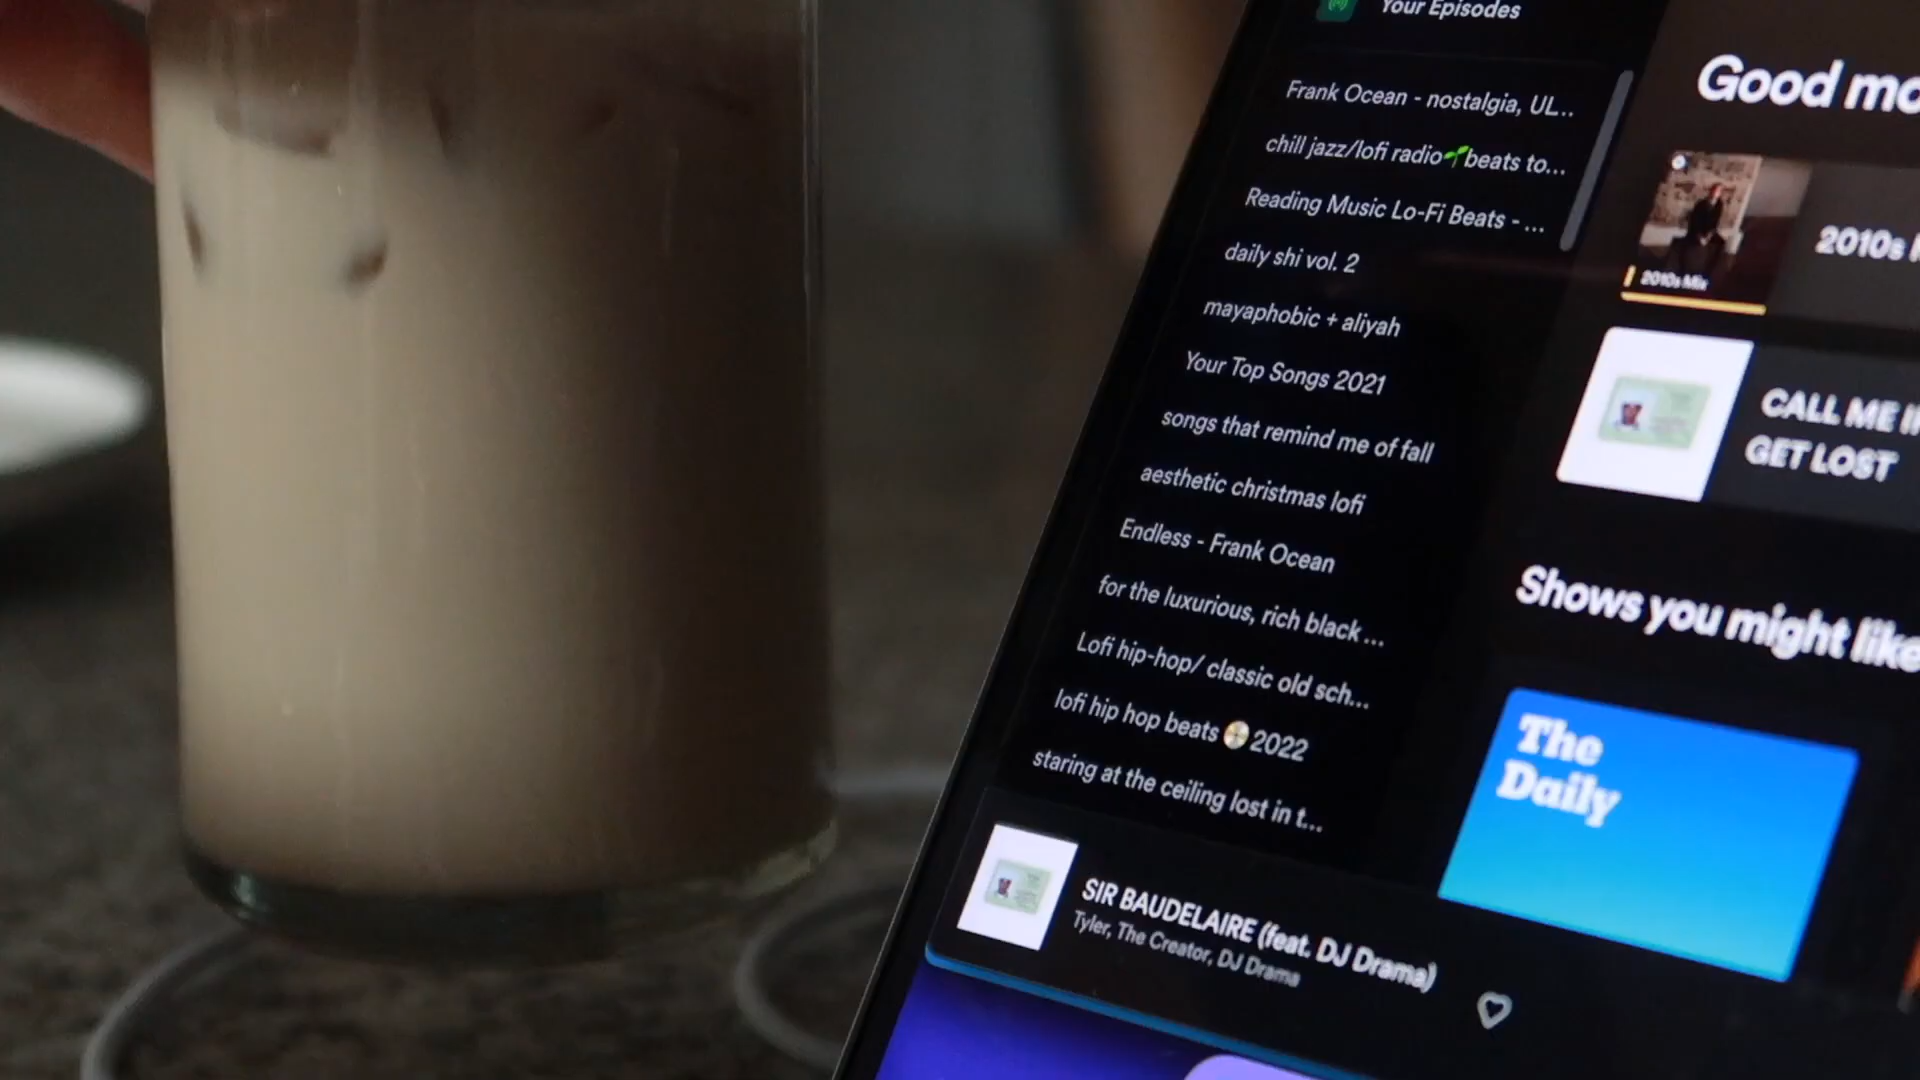 Your Episodes
Frank Ocean - nostalgia, UL..
chill jazz/lofi radio🌱beats to...
Reading Music Lo-Fi Beats - ...
daily shi vol. 2
mayaphobic + aliyah
Your Top Songs 2021
songs that remind me of fall
aesthetic christmas lofi
Endless - Frank Ocean
for the luxurious, rich black ...
Lofi hip-hop/ classic old sch...
lofi hip hop beats 📀 2022
staring at the ceiling lost in t...
SIR BAUDELAIRE (feat. DJ Drama)
Tyler, The Creator, DJ Drama
Good mo
2010s Mix
2010s
CALL ME IF
GET LOST
Shows you might like
The
Daily